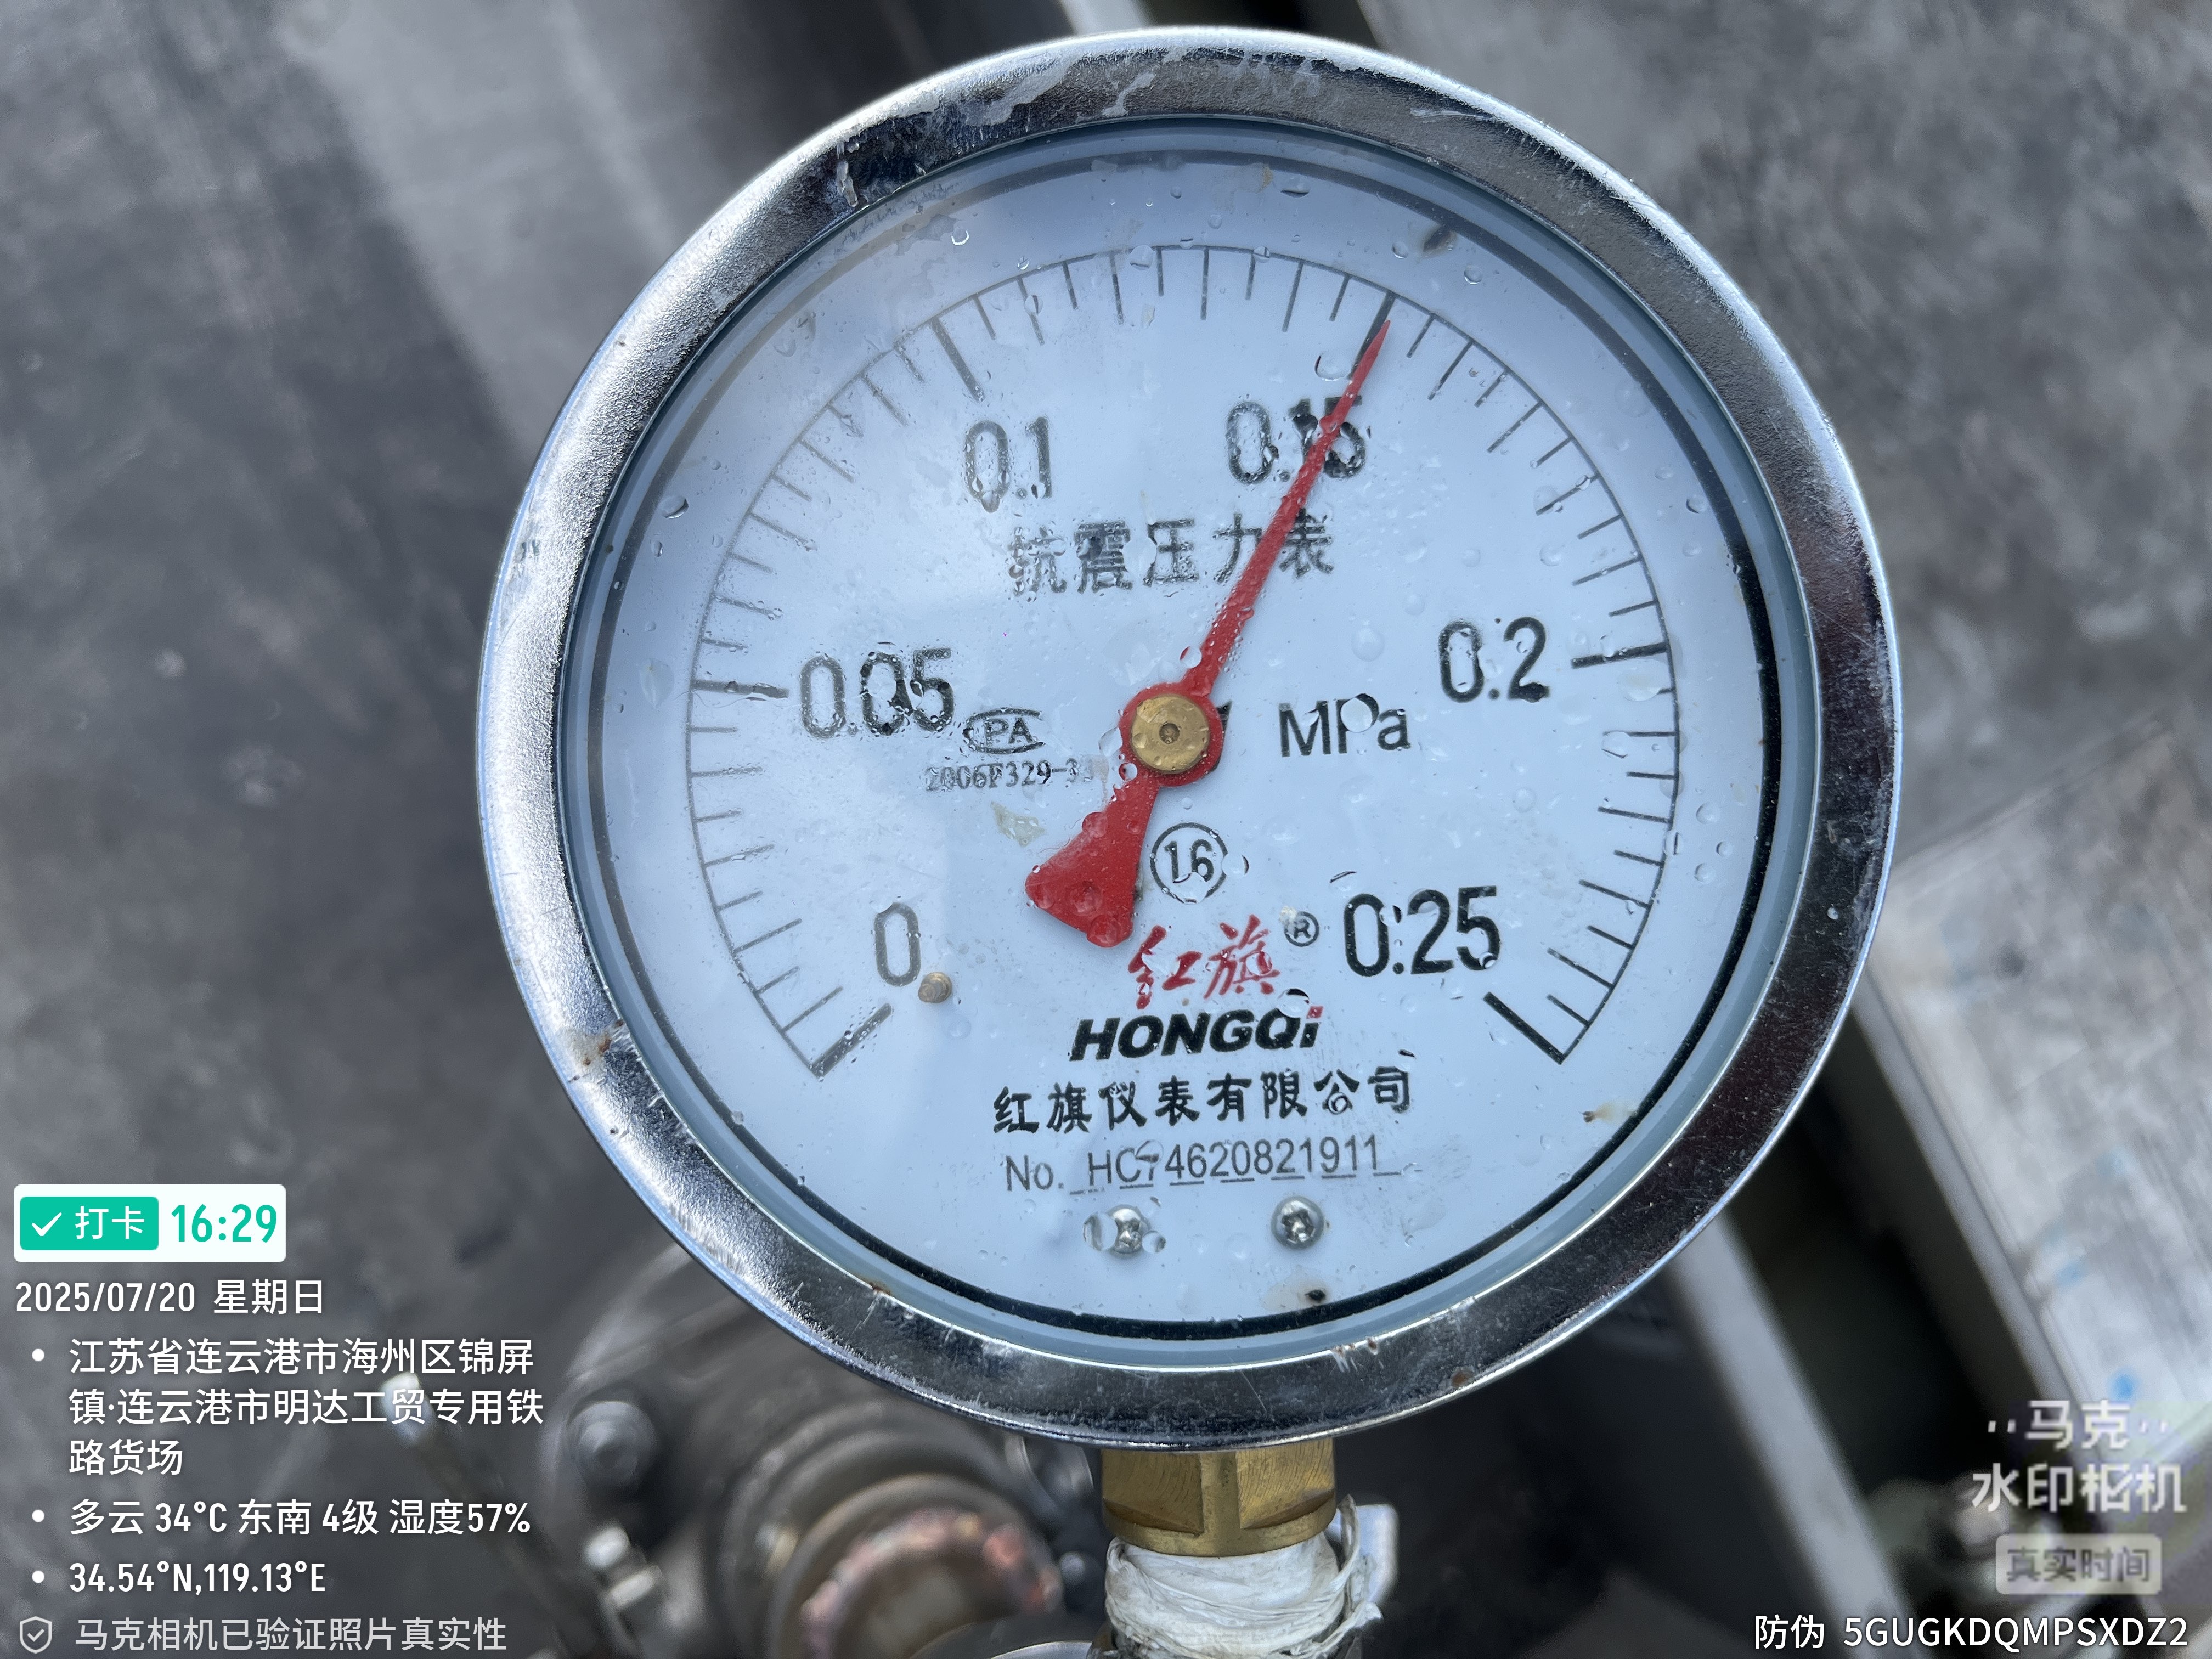 0.1
0.15
抗震压力表
0.05
0.2
PA
MPa
1.6
0
0.25
红旗®
HONGQi
红旗仪表有限公司
No. HC74620821911
打卡 16:29
2025/07/20 星期日
• 江苏省连云港市海州区锦屏
镇·连云港市明达工贸专用铁
路货场
• 多云 34°C 东南 4级 湿度57%
• 34.54°N,119.13°E
马克相机已验证照片真实性
马克
水印相机
真实时间
防伪 5GUGKDQMPSXDZ2